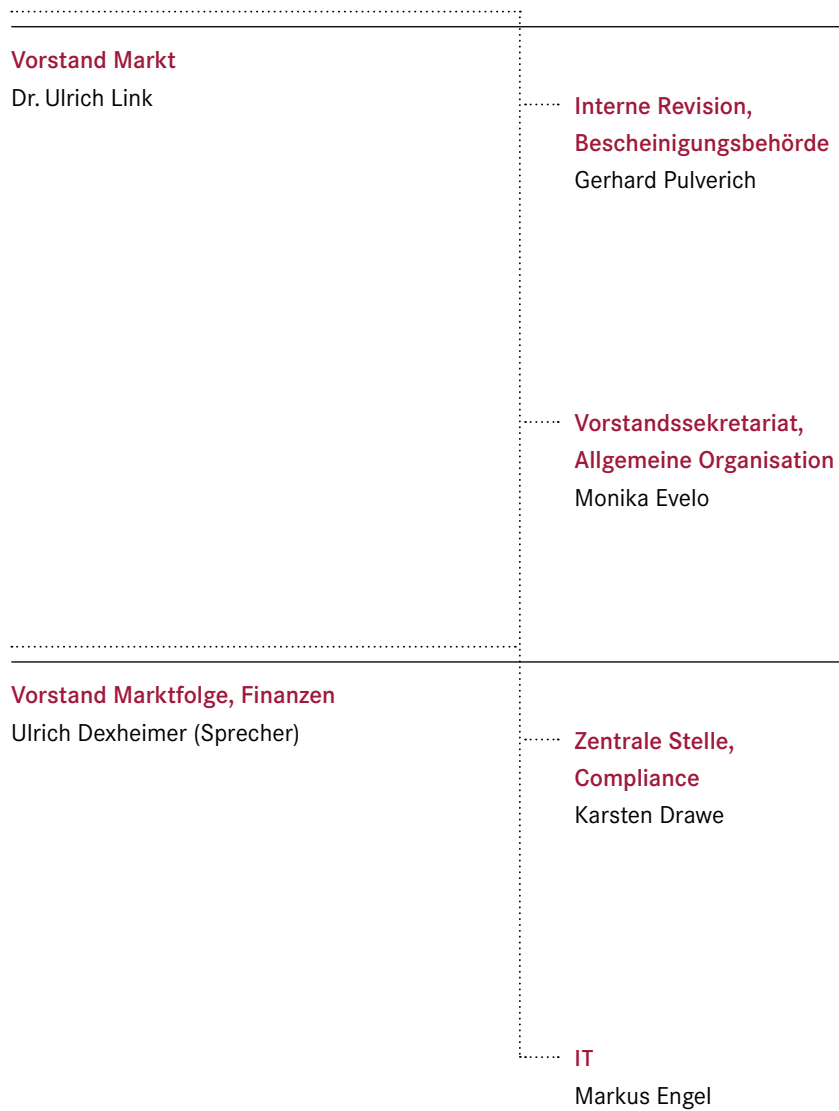 Vorstand Markt
Dr. Ulrich Link
Interne Revision,
Bescheinigungsbehörde
Gerhard Pulverich
Vorstandssekretariat,
Allgemeine Organisation
Monika Evelo
Vorstand Marktfolge, Finanzen
Ulrich Dexheimer (Sprecher)
Zentrale Stelle,
Compliance
Karsten Drawe
IT
Markus Engel